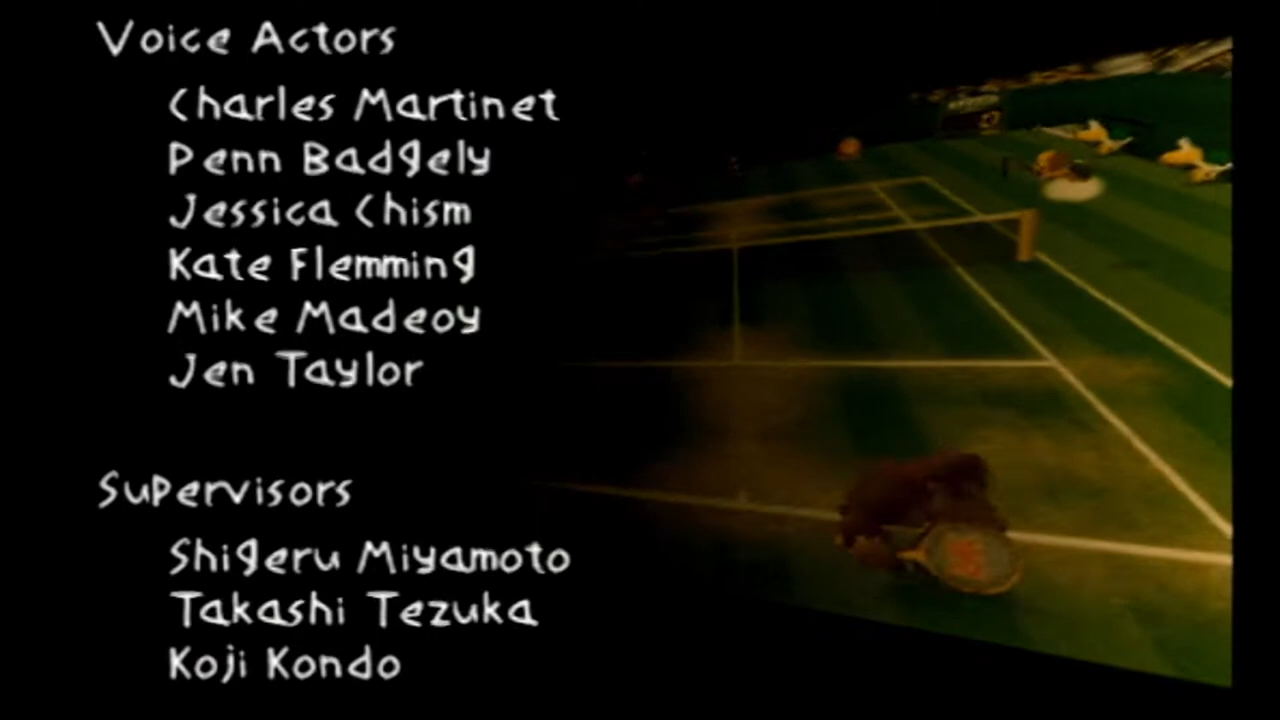 Voice Actors
Charles Martinet
Penn Badgely
Jessica Chism
Kate Flemming
Mike Madeoy
Jen Taylor
Supervisors
Shigeru Miyamoto
Takashi Tezuka
Koji Kondo